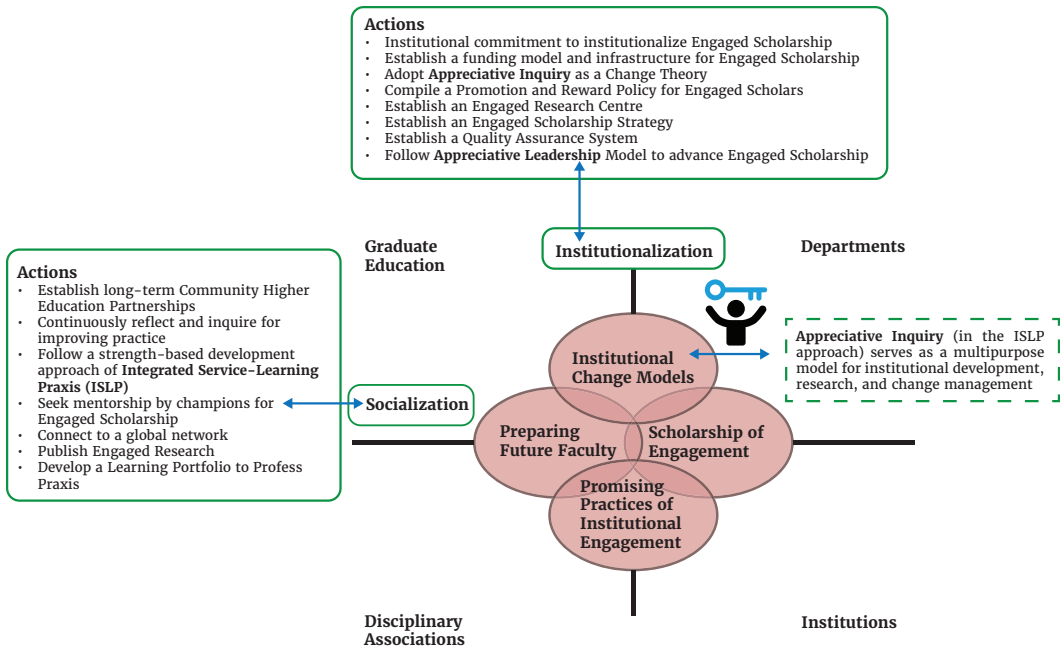 Actions
· Institutional commitment to institutionalize Engaged Scholarship
· Establish a funding model and infrastructure for Engaged Scholarship
· Adopt Appreciative Inquiry as a Change Theory
· Compile a Promotion and Reward Policy for Engaged Scholars
· Establish an Engaged Research Centre
· Establish an Engaged Scholarship Strategy
· Establish a Quality Assurance System
· Follow Appreciative Leadership Model to advance Engaged Scholarship
Graduate
Education
Institutionalization
Departments
Actions
· Establish long-term Community Higher
Education Partnerships
· Continuously reflect and inquire for
improving practice
· Follow a strength-based development
approach of Integrated Service-Learning
Praxis (ISLP)
· Seek mentorship by champions for
Engaged Scholarship
· Connect to a global network
· Publish Engaged Research
· Develop a Learning Portfolio to Profess
Praxis
Socialization
Institutional
Change Models
Appreciative Inquiry (in the ISLP
approach) serves as a multipurpose
model for institutional development,
research, and change management
Preparing
Future Faculty
Scholarship of
Engagement
Promising
Practices of
Institutional
Engagement
Disciplinary
Associations
Institutions